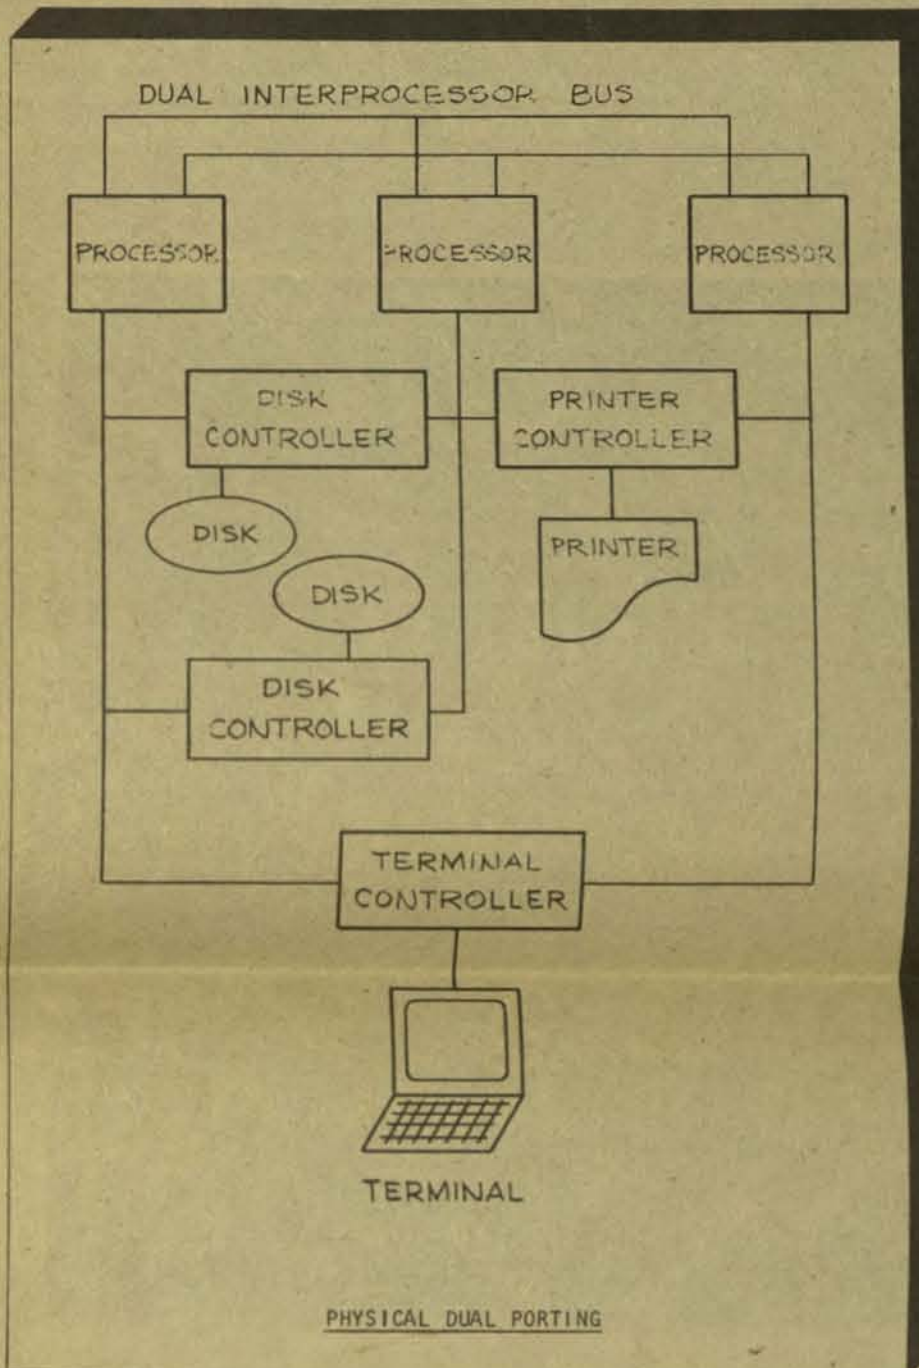 DUAL INTERPROCESSOR BUS
PROCESSOR
PROCESSOR
PROCESSOR
DISK
CONTROLLER
PRINTER
CONTROLLER
DISK
PRINTER
DISK
DISK
CONTROLLER
TERMINAL
CONTROLLER
TERMINAL
PHYSICAL DUAL PORTING